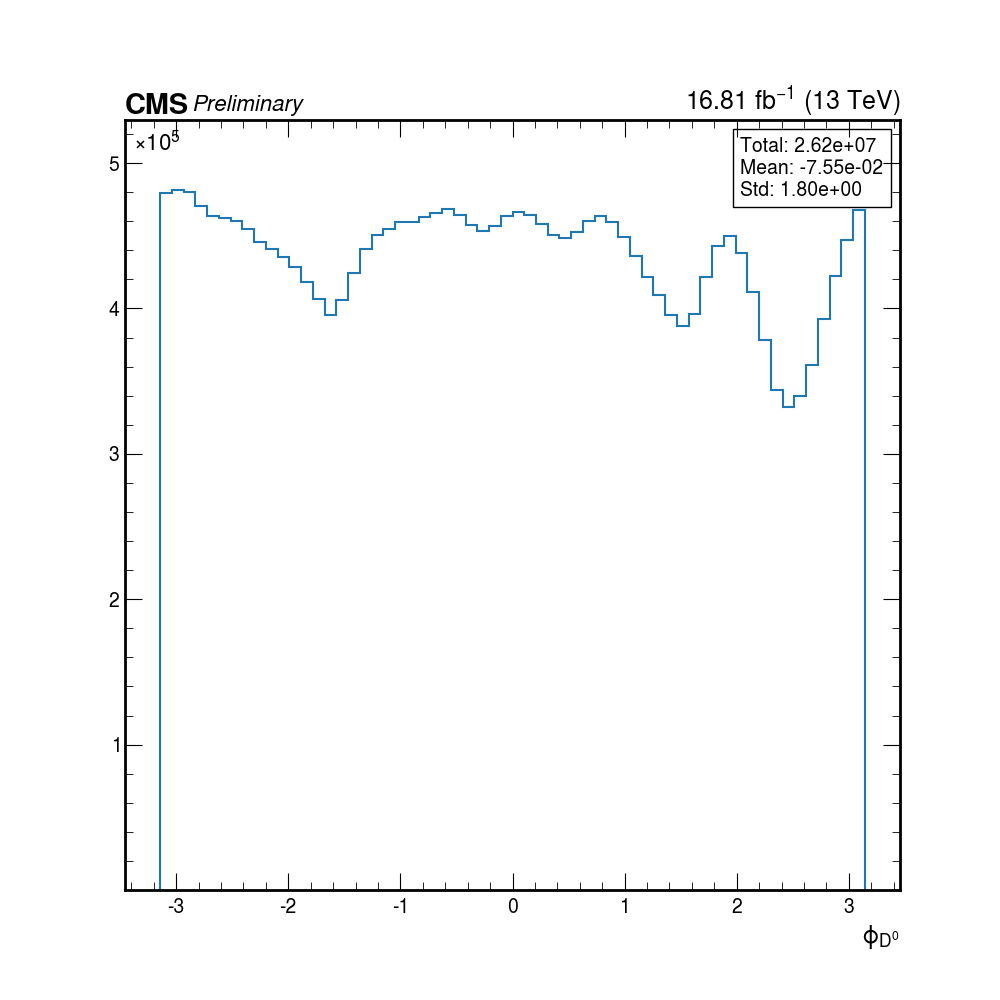 CMS Preliminary
16.81 fb⁻¹ (13 TeV)
×10⁵
Total: 2.62e+07
Mean: -7.55e-02
Std: 1.80e+00
5
4
3
2
1
-3 -2 -1 0 1 2 3
ϕD⁰